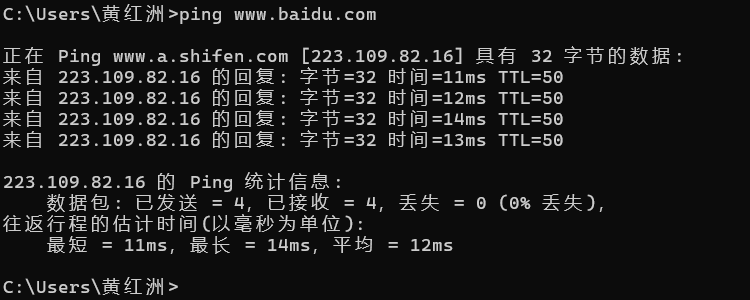 C:\Users\黄红洲>ping www.baidu.com
正在 Ping www.a.shifen.com [223.109.82.16] 具有 32 字节的数据:
来自 223.109.82.16 的回复: 字节=32 时间=11ms TTL=50
来自 223.109.82.16 的回复: 字节=32 时间=12ms TTL=50
来自 223.109.82.16 的回复: 字节=32 时间=14ms TTL=50
来自 223.109.82.16 的回复: 字节=32 时间=13ms TTL=50
223.109.82.16 的 Ping 统计信息:
数据包: 已发送 = 4, 已接收 = 4, 丢失 = 0 (0% 丢失),
往返行程的估计时间(以毫秒为单位):
最短 = 11ms, 最长 = 14ms, 平均 = 12ms
C:\Users\黄红洲>